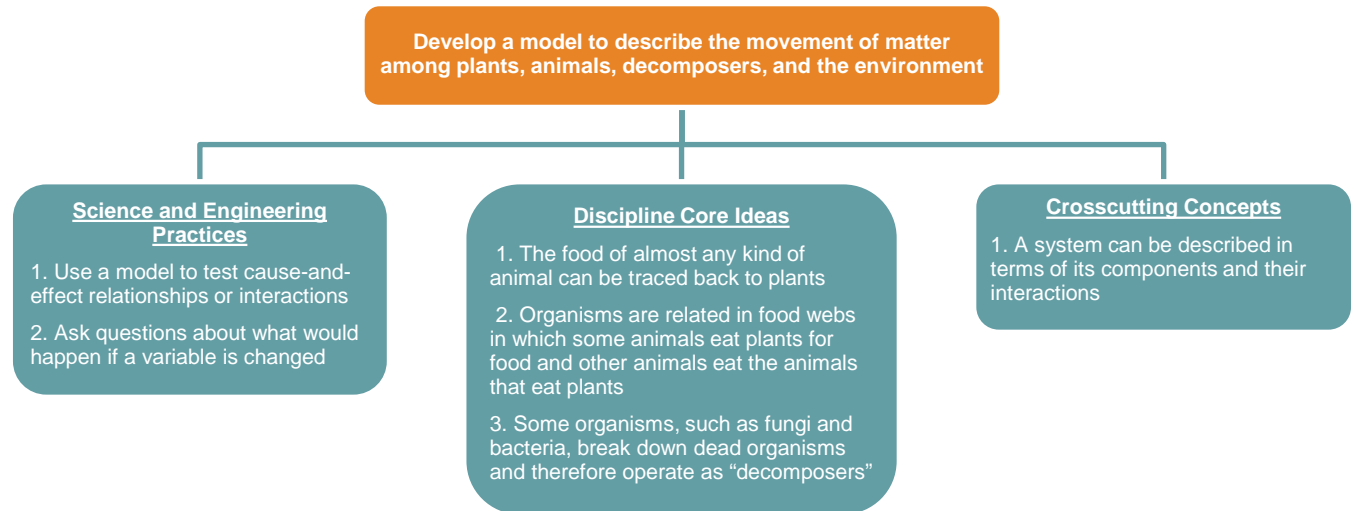 Develop a model to describe the movement of matter
among plants, animals, decomposers, and the environment
Science and Engineering
Practices
1. Use a model to test cause-and-
effect relationships or interactions
2. Ask questions about what would
happen if a variable is changed
Discipline Core Ideas
1. The food of almost any kind of
animal can be traced back to plants
2. Organisms are related in food webs
in which some animals eat plants for
food and other animals eat the animals
that eat plants
3. Some organisms, such as fungi and
bacteria, break down dead organisms
and therefore operate as “decomposers”
Crosscutting Concepts
1. A system can be described in
terms of its components and their
interactions